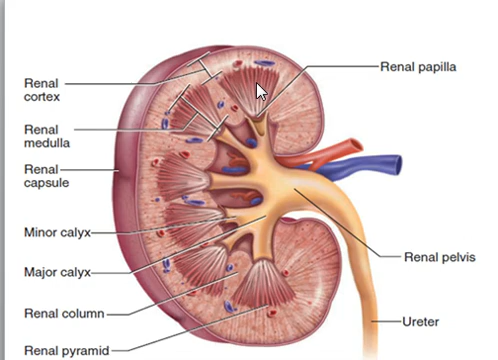 Renal
cortex
Renal
medulla
Renal
capsule
Minor calyx
Major calyx
Renal column
Renal pyramid
Renal papilla
Renal pelvis
Ureter